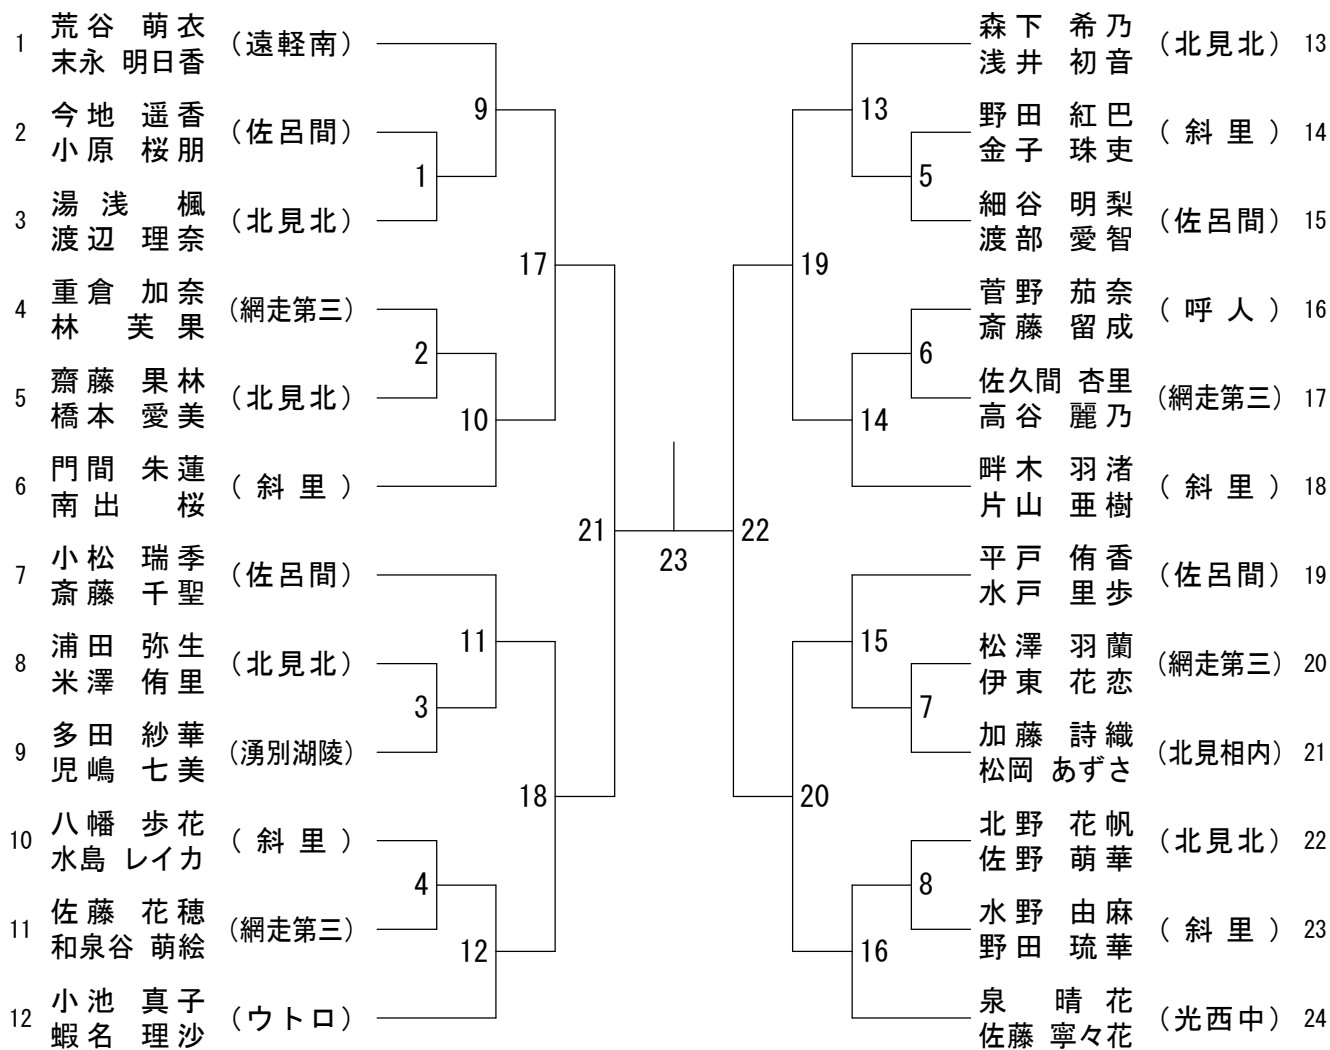 1 荒谷 萌衣 (遠軽南)
末永 明日香
2 今地 遥香 (佐呂間)
小原 桜朋
3 湯浅 楓 (北見北)
渡辺 理奈
4 重倉 加奈 (網走第三)
林 芙果
5 齋藤 果林 (北見北)
橋本 愛美
6 門間 朱蓮 (斜里)
南出 桜
7 小松 瑞季 (佐呂間)
斎藤 千聖
8 浦田 弥生 (北見北)
米澤 侑里
9 多田 紗華 (湧別湖陵)
児嶋 七美
10 八幡 歩花 (斜里)
水島 レイカ
11 佐藤 花穂 (網走第三)
和泉谷 萌絵
12 小池 真子 (ウトロ)
蝦名 理沙
9
1
17
2
10
21
11
3
18
4
12
23
13
5
19
6
14
22
15
7
20
8
16
森下 希乃 (北見北) 13
浅井 初音
野田 紅巴 (斜里) 14
金子 珠吏
細谷 明梨 (佐呂間) 15
渡部 愛智
菅野 茄奈 (呼人) 16
斎藤 留成
佐久間 杏里 (網走第三) 17
高谷 麗乃
畔木 羽渚 (斜里) 18
片山 亜樹
平戸 侑香 (佐呂間) 19
水戸 里歩
松澤 羽蘭 (網走第三) 20
伊東 花恋
加藤 詩織 (北見相内) 21
松岡 あずさ
北野 花帆 (北見北) 22
佐野 萌華
水野 由麻 (斜里) 23
野田 琉華
泉 晴花 (光西中) 24
佐藤 寧々花